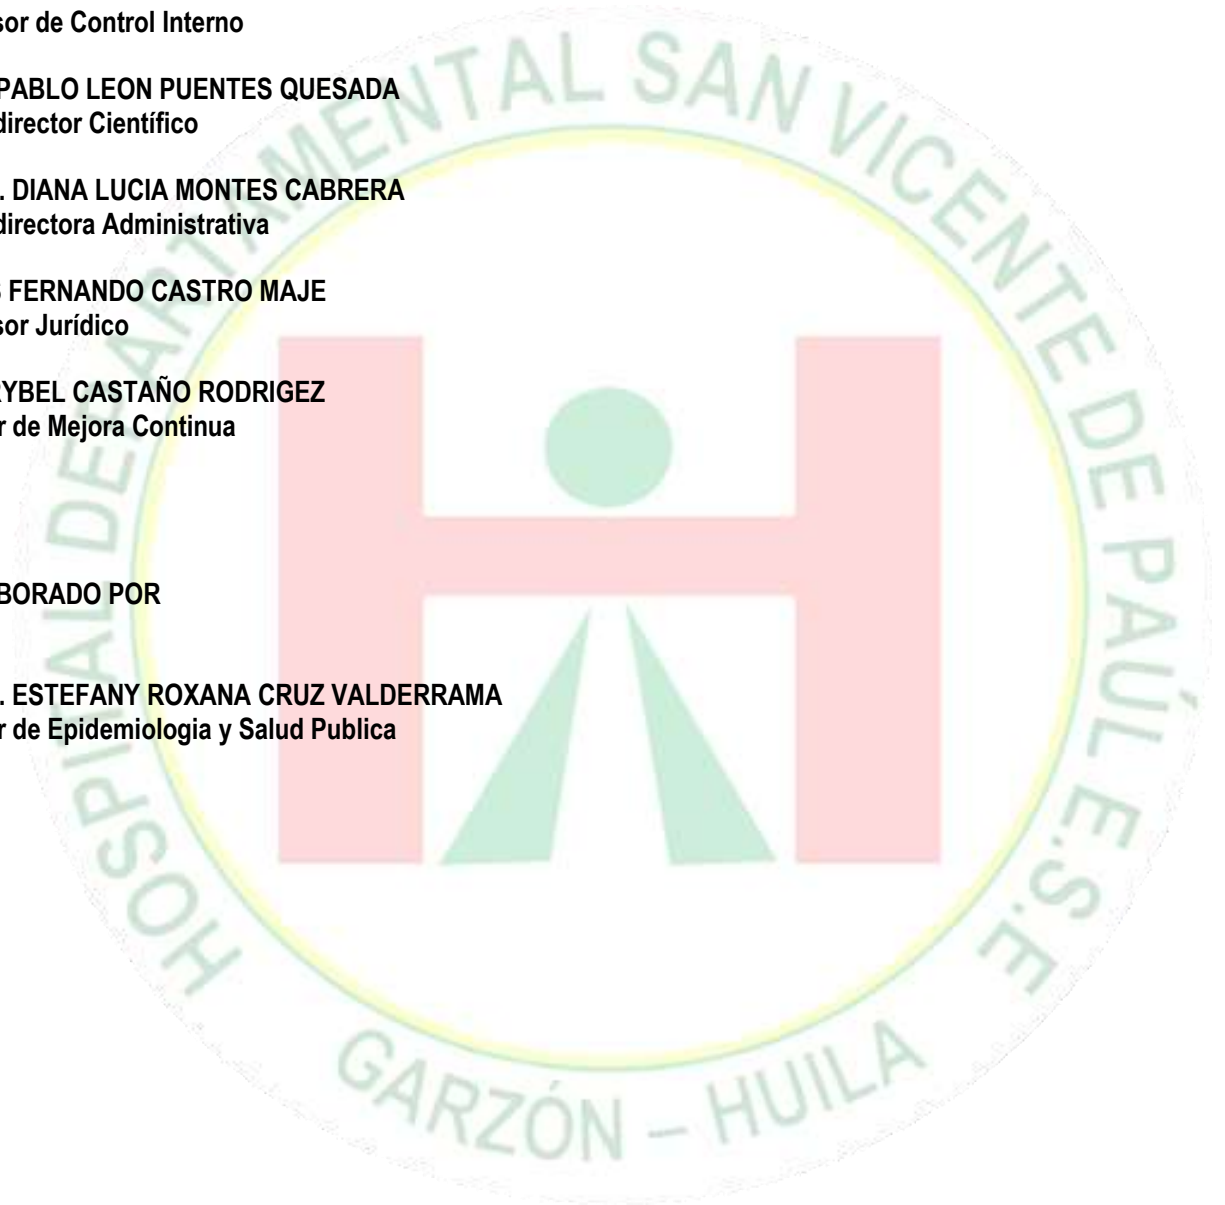 sor de Control Interno
PABLO LEON PUENTES QUESADA
director Científico
. DIANA LUCIA MONTES CABRERA
directora Administrativa
S FERNANDO CASTRO MAJE
sor Jurídico
RYBEL CASTAÑO RODRIGEZ
r de Mejora Continua
BORADO POR
. ESTEFANY ROXANA CRUZ VALDERRAMA
r de Epidemiologia y Salud Publica
HOSPITAL DEPARTAMENTAL SAN VICENTE DE PAÚL E.S.E
GARZÓN – HUILA